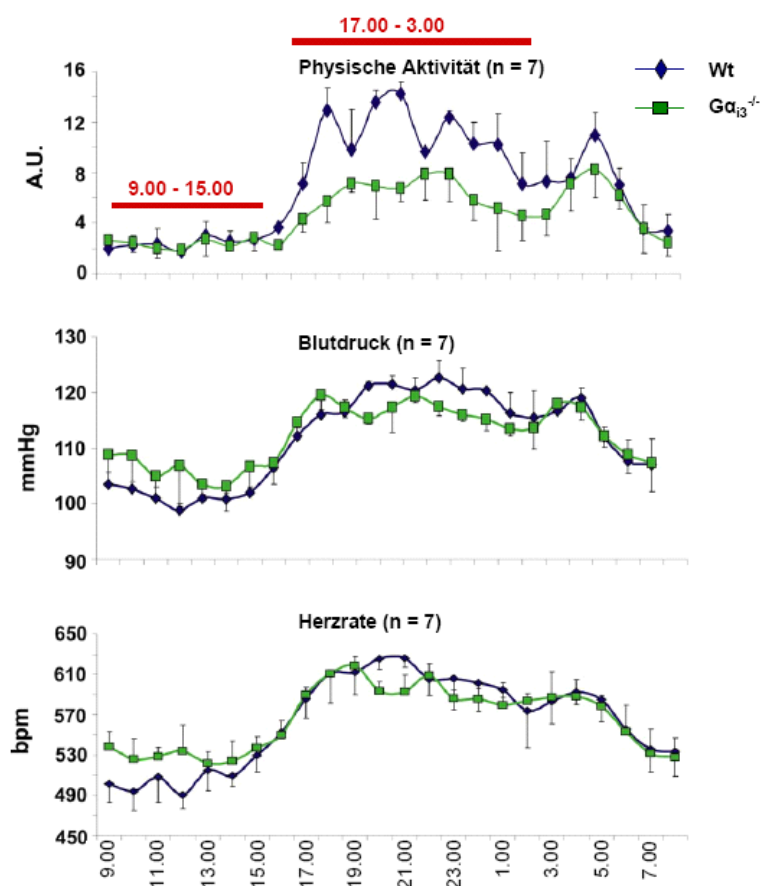 17.00 - 3.00
Physische Aktivität (n = 7)
Wt
Gαi3-/-
16
12
8
4
0
A.U.
9.00 - 15.00
Blutdruck (n = 7)
130
120
110
100
90
mmHg
Herzrate (n = 7)
650
610
570
530
490
450
bpm
9.00
11.00
13.00
15.00
17.00
19.00
21.00
23.00
1.00
3.00
5.00
7.00